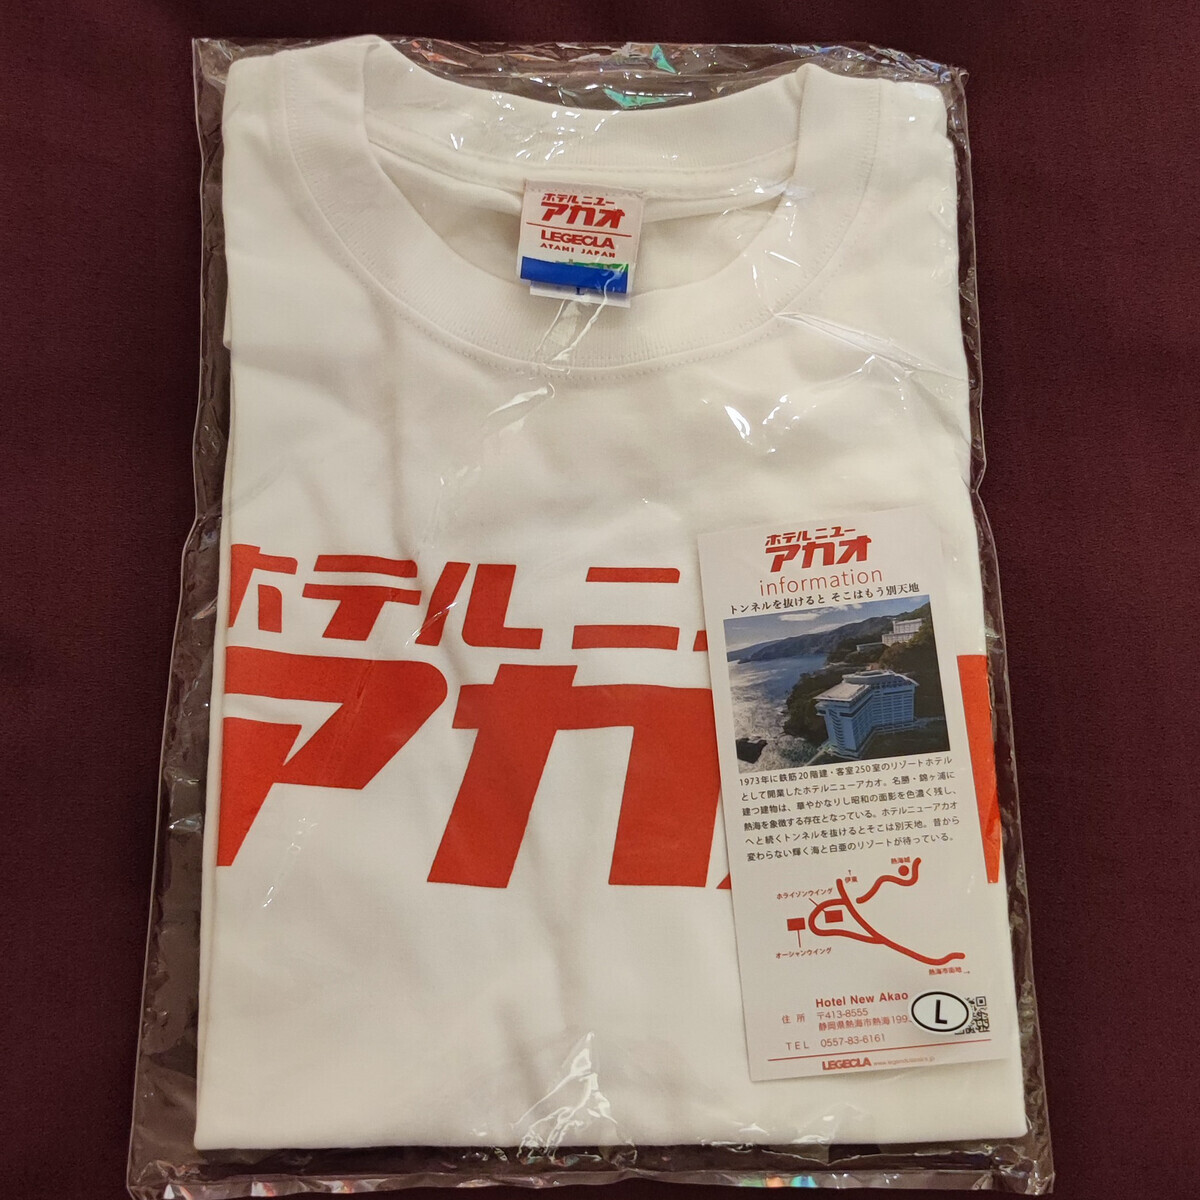 ホテル ニュー
アカオ
LEGECLA
ATAMI JAPAN
L
ホテル ニュ
アカ
ホテル ニュー
アカオ
information
トンネルを抜けると そこはもう別天地
1973年に鉄筋20階建・客室250室のリゾートホテル
として開業したホテルニューアカオ。名勝・錦ヶ浦に
建つ建物は、華やかなりし昭和の面影を色濃く残し、
熱海を象徴する存在となっている。ホテルニューアカオ
へと続くトンネルを抜けるとそこは別天地。昔から
変わらない輝く海と白亜のリゾートが待っている。
熱海城
↑
伊東
ホライゾンウイング
オーシャンウイング
熱海市街地→
Hotel New Akao
住 所 〒413-8555
静岡県熱海市熱海199
TEL 0557-83-6161
L
LEGECLA